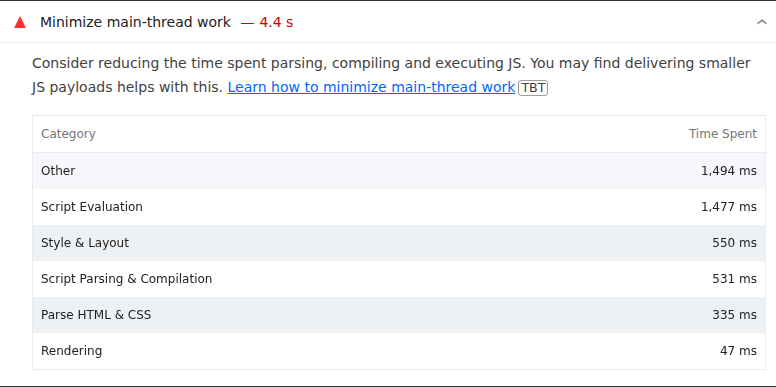 Minimize main-thread work — 4.4 s
Consider reducing the time spent parsing, compiling and executing JS. You may find delivering smaller
JS payloads helps with this. Learn how to minimize main-thread work TBT
Category Time Spent
Other 1,494 ms
Script Evaluation 1,477 ms
Style & Layout 550 ms
Script Parsing & Compilation 531 ms
Parse HTML & CSS 335 ms
Rendering 47 ms